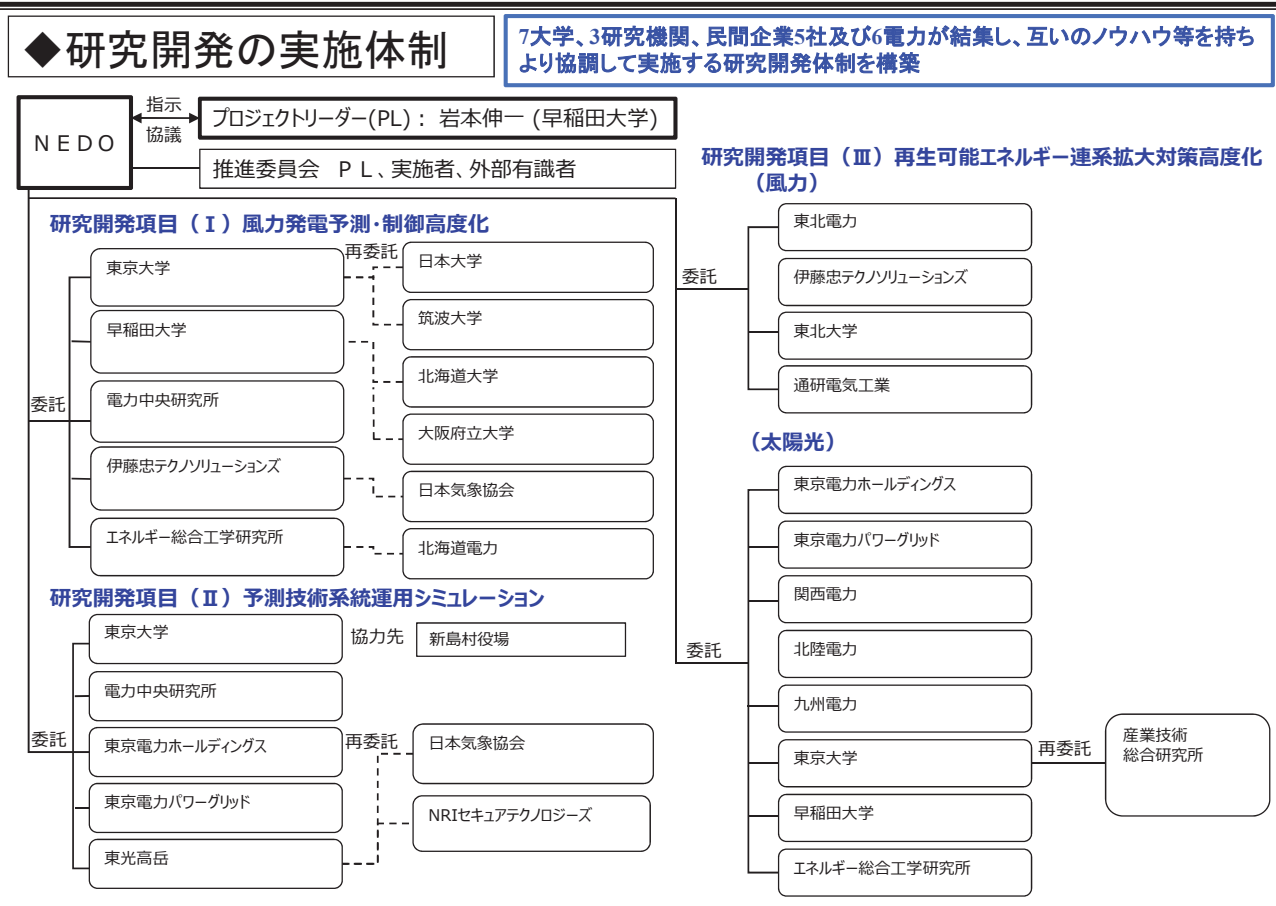 ◆研究開発の実施体制
7大学、3研究機関、民間企業5社及び6電力が結集し、互いのノウハウ等を持ち
より協調して実施する研究開発体制を構築
NEDO
指示
協議
プロジェクトリーダー(PL)： 岩本伸一 (早稲田大学)
推進委員会　ＰＬ、実施者、外部有識者
研究開発項目（Ⅰ）風力発電予測・制御高度化
委託
東京大学
早稲田大学
電力中央研究所
伊藤忠テクノソリューションズ
エネルギー総合工学研究所
再委託
日本大学
筑波大学
北海道大学
大阪府立大学
日本気象協会
北海道電力
研究開発項目（Ⅱ）予測技術系統運用シミュレーション
委託
東京大学
協力先
新島村役場
電力中央研究所
東京電力ホールディングス
東京電力パワーグリッド
東光高岳
再委託
日本気象協会
NRIセキュアテクノロジーズ
研究開発項目（Ⅲ）再生可能エネルギー連系拡大対策高度化
（風力）
委託
東北電力
伊藤忠テクノソリューションズ
東北大学
通研電気工業
（太陽光）
委託
東京電力ホールディングス
東京電力パワーグリッド
関西電力
北陸電力
九州電力
東京大学
早稲田大学
エネルギー総合工学研究所
再委託
産業技術
総合研究所